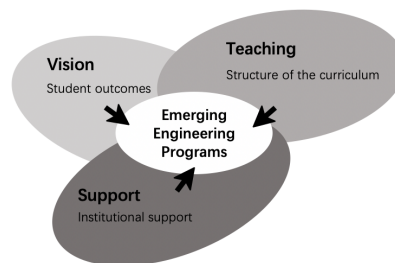 Vision
Student outcomes
Teaching
Structure of the curriculum
Emerging
Engineering
Programs
Support
Institutional support